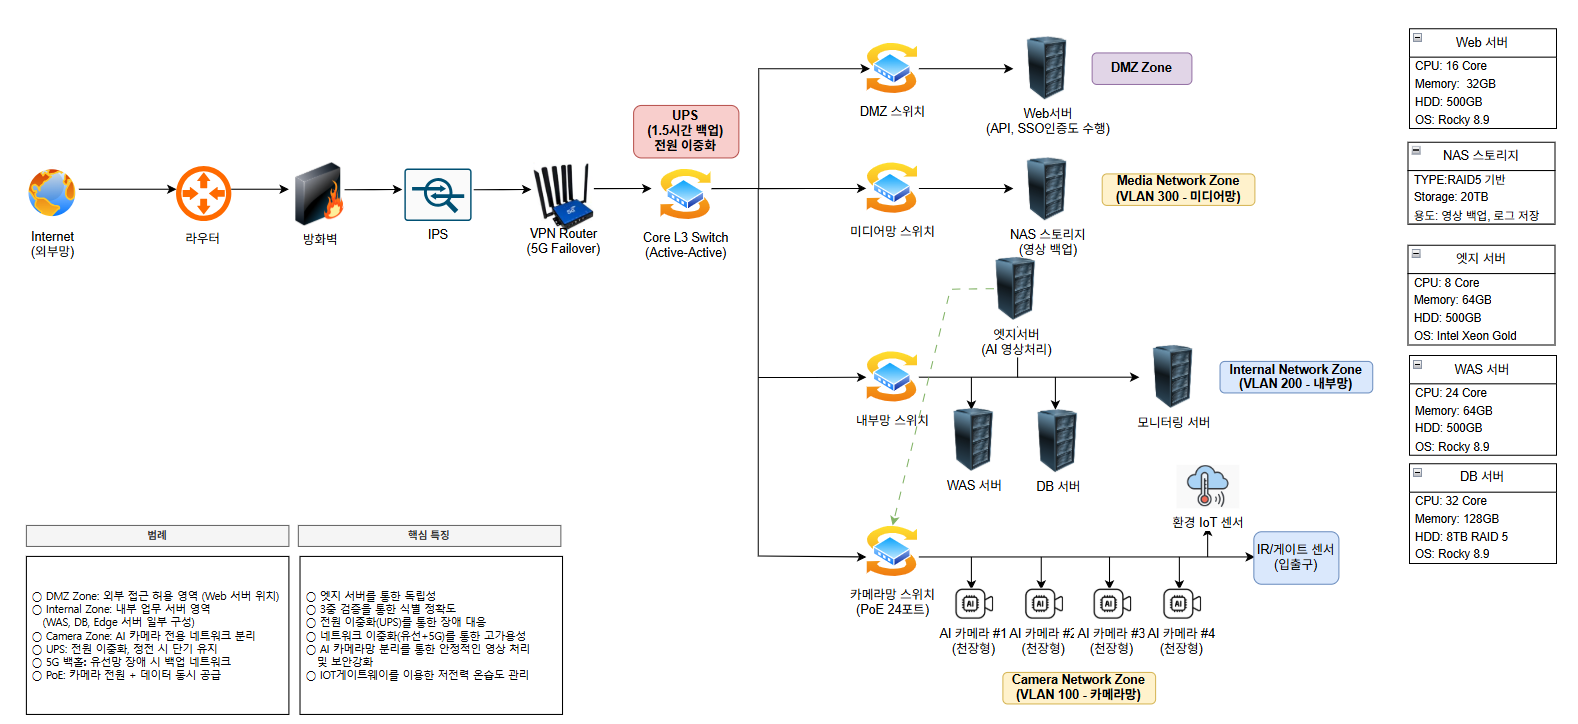 Internet
(외부망)
라우터
방화벽
IPS
VPN Router
(5G Failover)
UPS
(1.5시간 백업)
전원 이중화
Core L3 Switch
(Active-Active)
DMZ 스위치
Web서버
(API, SSO인증도 수행)
DMZ Zone
미디어망 스위치
NAS 스토리지
(영상 백업)
Media Network Zone
(VLAN 300 - 미디어망)
엣지서버
(AI 영상처리)
내부망 스위치
WAS 서버
DB 서버
모니터링 서버
Internal Network Zone
(VLAN 200 - 내부망)
카메라망 스위치
(PoE 24포트)
환경 IoT 센서
IR/게이트 센서
(입출구)
AI
AI
AI
AI
AI 카메라 #1
(천장형)
AI 카메라 #2
(천장형)
AI 카메라 #3
(천장형)
AI 카메라 #4
(천장형)
Camera Network Zone
(VLAN 100 - 카메라망)
Web 서버
CPU: 16 Core
Memory: 32GB
HDD: 500GB
OS: Rocky 8.9
NAS 스토리지
TYPE:RAID5 기반
Storage: 20TB
용도: 영상 백업, 로그 저장
엣지 서버
CPU: 8 Core
Memory: 64GB
HDD: 500GB
OS: Intel Xeon Gold
WAS 서버
CPU: 24 Core
Memory: 64GB
HDD: 500GB
OS: Rocky 8.9
DB 서버
CPU: 32 Core
Memory: 128GB
HDD: 8TB RAID 5
OS: Rocky 8.9
범례
○ DMZ Zone: 외부 접근 허용 영역 (Web 서버 위치)
○ Internal Zone: 내부 업무 서버 영역
(WAS, DB, Edge 서버 일부 구성)
○ Camera Zone: AI 카메라 전용 네트워크 분리
○ UPS: 전원 이중화, 정전 시 단기 유지
○ 5G 백홀: 유선망 장애 시 백업 네트워크
○ PoE: 카메라 전원 + 데이터 동시 공급
핵심 특징
○ 엣지 서버를 통한 독립성
○ 3중 검증을 통한 식별 정확도
○ 전원 이중화(UPS)를 통한 장애 대응
○ 네트워크 이중화(유선+5G)를 통한 고가용성
○ AI 카메라망 분리를 통한 안정적인 영상 처리
및 보안강화
○ IOT게이트웨이를 이용한 저전력 온습도 관리